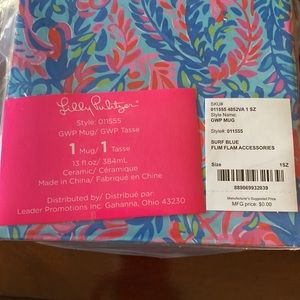 Lilly Pulitzer
Style: 011555
GWP Mug/ GWP Tasse
1 Mug/ 1 Tasse
13 fl oz/ 384mL
Ceramic/ Céramique
Made in China/ Fabriqué en Chine
Distributed by/ Distribué par:
Leader Promotions Inc. Gahanna, Ohio 43230
SKU#
011555 4852VA 1 SZ
Style Name:
GWP MUG
Style: #011555
SURF BLUE
FLIM FLAM ACCESSORIES
Size
1SZ
889069932839
Manufacturer's Suggested Price
MFG price: $0.00